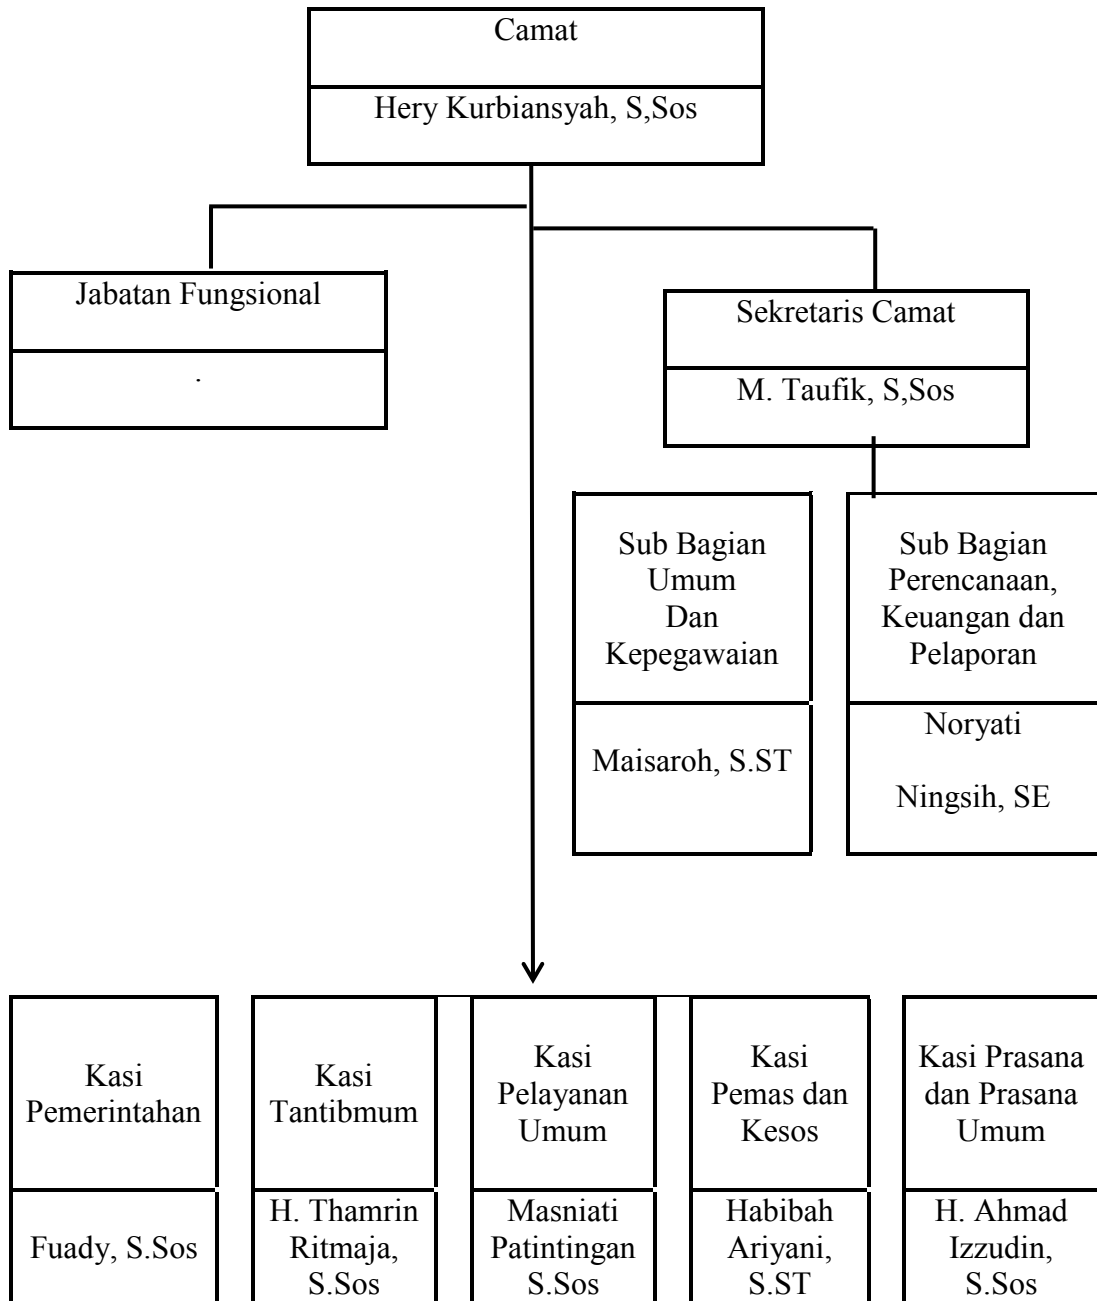 Camat
Hery Kurbiansyah, S,Sos
Jabatan Fungsional
.
Sekretaris Camat
M. Taufik, S,Sos
Sub Bagian
Umum
Dan
Kepegawaian
Maisaroh, S.ST
Sub Bagian
Perencanaan,
Keuangan dan
Pelaporan
Noryati
Ningsih, SE
Kasi
Pemerintahan
Fuady, S.Sos
Kasi
Tantibmum
H. Thamrin
Ritmaja,
S.Sos
Kasi
Pelayanan
Umum
Masniati
Patintingan
S.Sos
Kasi
Pemas dan
Kesos
Habibah
Ariyani,
S.ST
Kasi Prasana
dan Prasana
Umum
H. Ahmad
Izzudin,
S.Sos